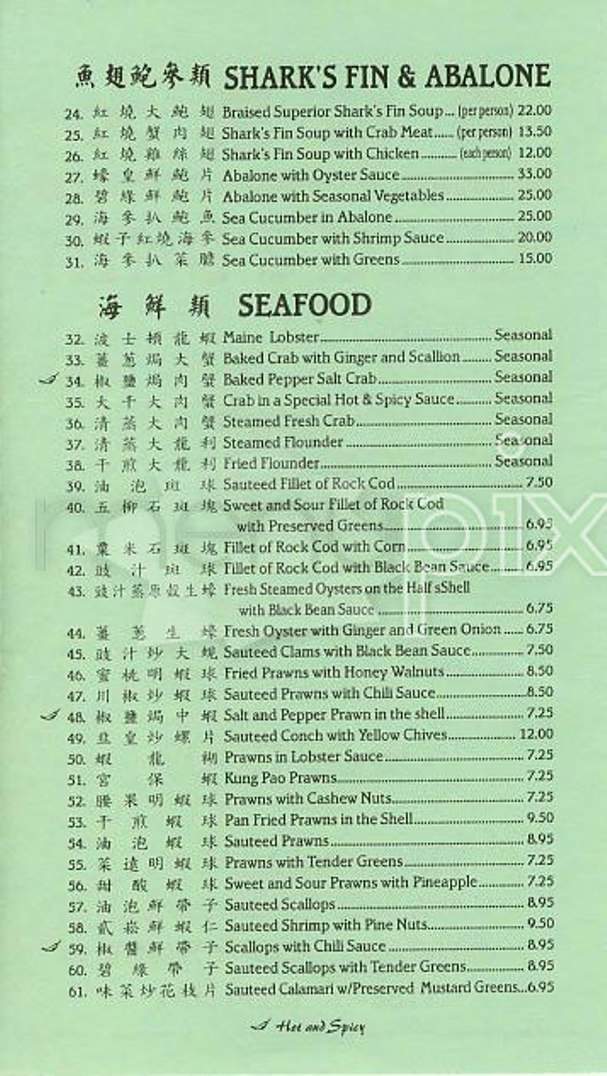 魚翅鮑參類 SHARK'S FIN & ABALONE
24. 紅燒大鮑翅 Braised Superior Shark's Fin Soup... (per person) 22.00
25. 紅燒蟹肉翅 Shark's Fin Soup with Crab Meat...... (per person) 13.50
26. 紅燒雞絲翅 Shark's Fin Soup with Chicken........... (each person) 12.00
27. 蠔皇鮮鮑片 Abalone with Oyster Sauce................................ 33.00
28. 碧綠鮮鮑片 Abalone with Seasonal Vegetables....................... 25.00
29. 海參扒鮑魚 Sea Cucumber in Abalone................................. 25.00
30. 蝦子紅燒海參 Sea Cucumber with Shrimp Sauce................... 20.00
31. 海參扒菜膽 Sea Cucumber with Greens............................... 15.00
海鮮類 SEAFOOD
32. 波士頓龍蝦 Maine Lobster............................................... Seasonal
33. 薑蔥焗大蟹 Baked Crab with Ginger and Scallion........ Seasonal
34. 椒鹽焗肉蟹 Baked Pepper Salt Crab............................... Seasonal
35. 大千大肉蟹 Crab in a Special Hot & Spicy Sauce.......... Seasonal
36. 清蒸大肉蟹 Steamed Fresh Crab..................................... Seasonal
37. 清蒸大龍利 Steamed Flounder........................................ Seasonal
38. 干煎大龍利 Fried Flounder.............................................. Seasonal
39. 油泡斑球 Sauteed Fillet of Rock Cod................................... 7.50
40. 五柳石斑塊 Sweet and Sour Fillet of Rock Cod
with Preserved Greens...................................... 6.95
41. 粟米石斑塊 Fillet of Rock Cod with Corn................................. 6.95
42. 豉汁斑球 Fillet of Rock Cod with Black Bean Sauce......... 6.95
43. 豉汁蒸原殼生蠔 Fresh Steamed Oysters on the Half sShell
with Black Bean Sauce........................................ 6.75
44. 薑蔥生蠔 Fresh Oyster with Ginger and Green Onion...... 6.75
45. 豉汁炒大蜆 Sauteed Clams with Black Bean Sauce.............. 7.50
46. 蜜桃明蝦球 Fried Prawns with Honey Walnuts....................... 8.50
47. 川椒炒蝦球 Sauteed Prawns with Chili Sauce........................8.50
48. 椒鹽焗中蝦 Salt and Pepper Prawn in the shell..................... 7.25
49. 韭皇炒螺片 Sauteed Conch with Yellow Chives................... 12.00
50. 蝦龍糊 Prawns in Lobster Sauce...................................... 7.25
51. 宮保蝦 Kung Pao Prawns.................................................. 7.25
52. 腰果明蝦球 Prawns with Cashew Nuts.................................... 7.25
53. 干煎蝦球 Pan Fried Prawns in the Shell.............................. 9.50
54. 油泡蝦球 Sauteed Prawns..................................................... 8.95
55. 菜遠明蝦球 Prawns with Tender Greens................................. 7.25
56. 甜酸蝦球 Sweet and Sour Prawns with Pineapple............. 7.25
57. 油泡鮮帶子 Sauteed Scallops................................................... 8.95
58. 貳崧鮮蝦仁 Sauteed Shrimp with Pine Nuts........................... 9.50
59. 椒醬鮮帶子 Scallops with Chili Sauce..................................... 8.95
60. 碧綠帶子 Sauteed Scallops with Tender Greens............... 8.95
61. 味菜炒花枝片 Sauteed Calamari w/Preserved Mustard Greens...6.95
Hot and Spicy